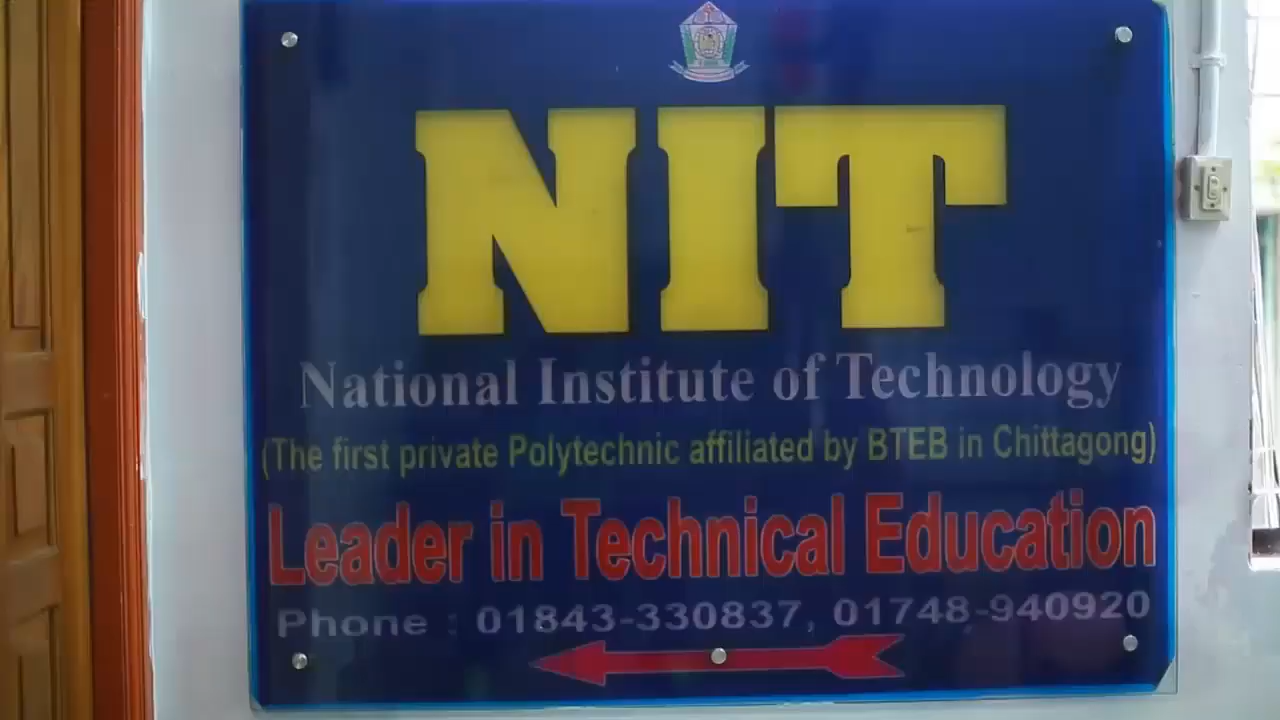 NIT
National Institute of Technology
(The first private Polytechnic affiliated by BTEB in Chittagong)
Leader in Technical Education
Phone : 01843-330837, 01748-940920